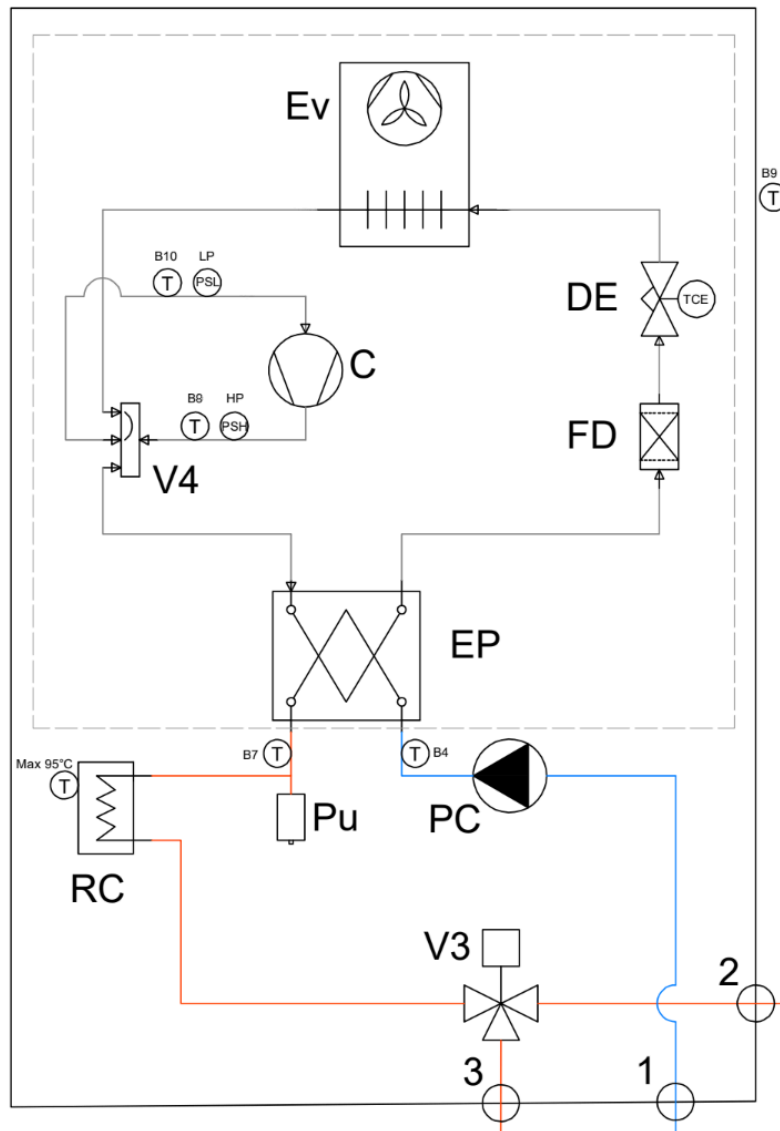 Ev
B9
T
B10 LP
T PSL
DE TCE
C
B9 HP
T PSH
FD
V4
EP
B7 T
T B4
Max 95°C
T
Pu
PC
RC
V3
2
3
1